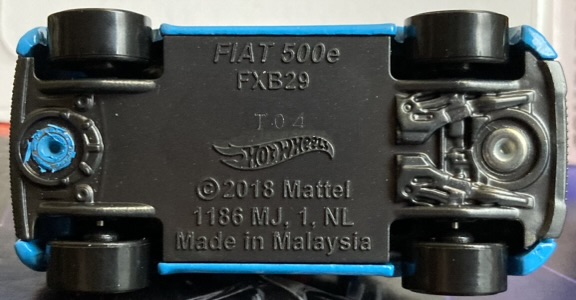 FIAT 500e
FXB29
T04
Hot Wheels
©2018 Mattel
1186 MJ, 1, NL
Made in Malaysia